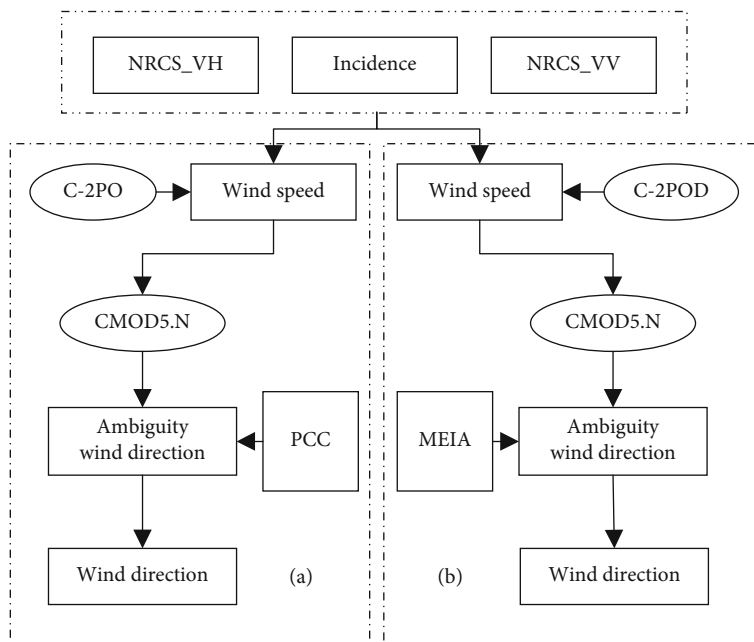 NRCS_VH
Incidence
NRCS_VV
C-2PO
Wind speed
Wind speed
C-2POD
CMOD5.N
CMOD5.N
Ambiguity
wind direction
PCC
MEIA
Ambiguity
wind direction
Wind direction
(a)
(b)
Wind direction